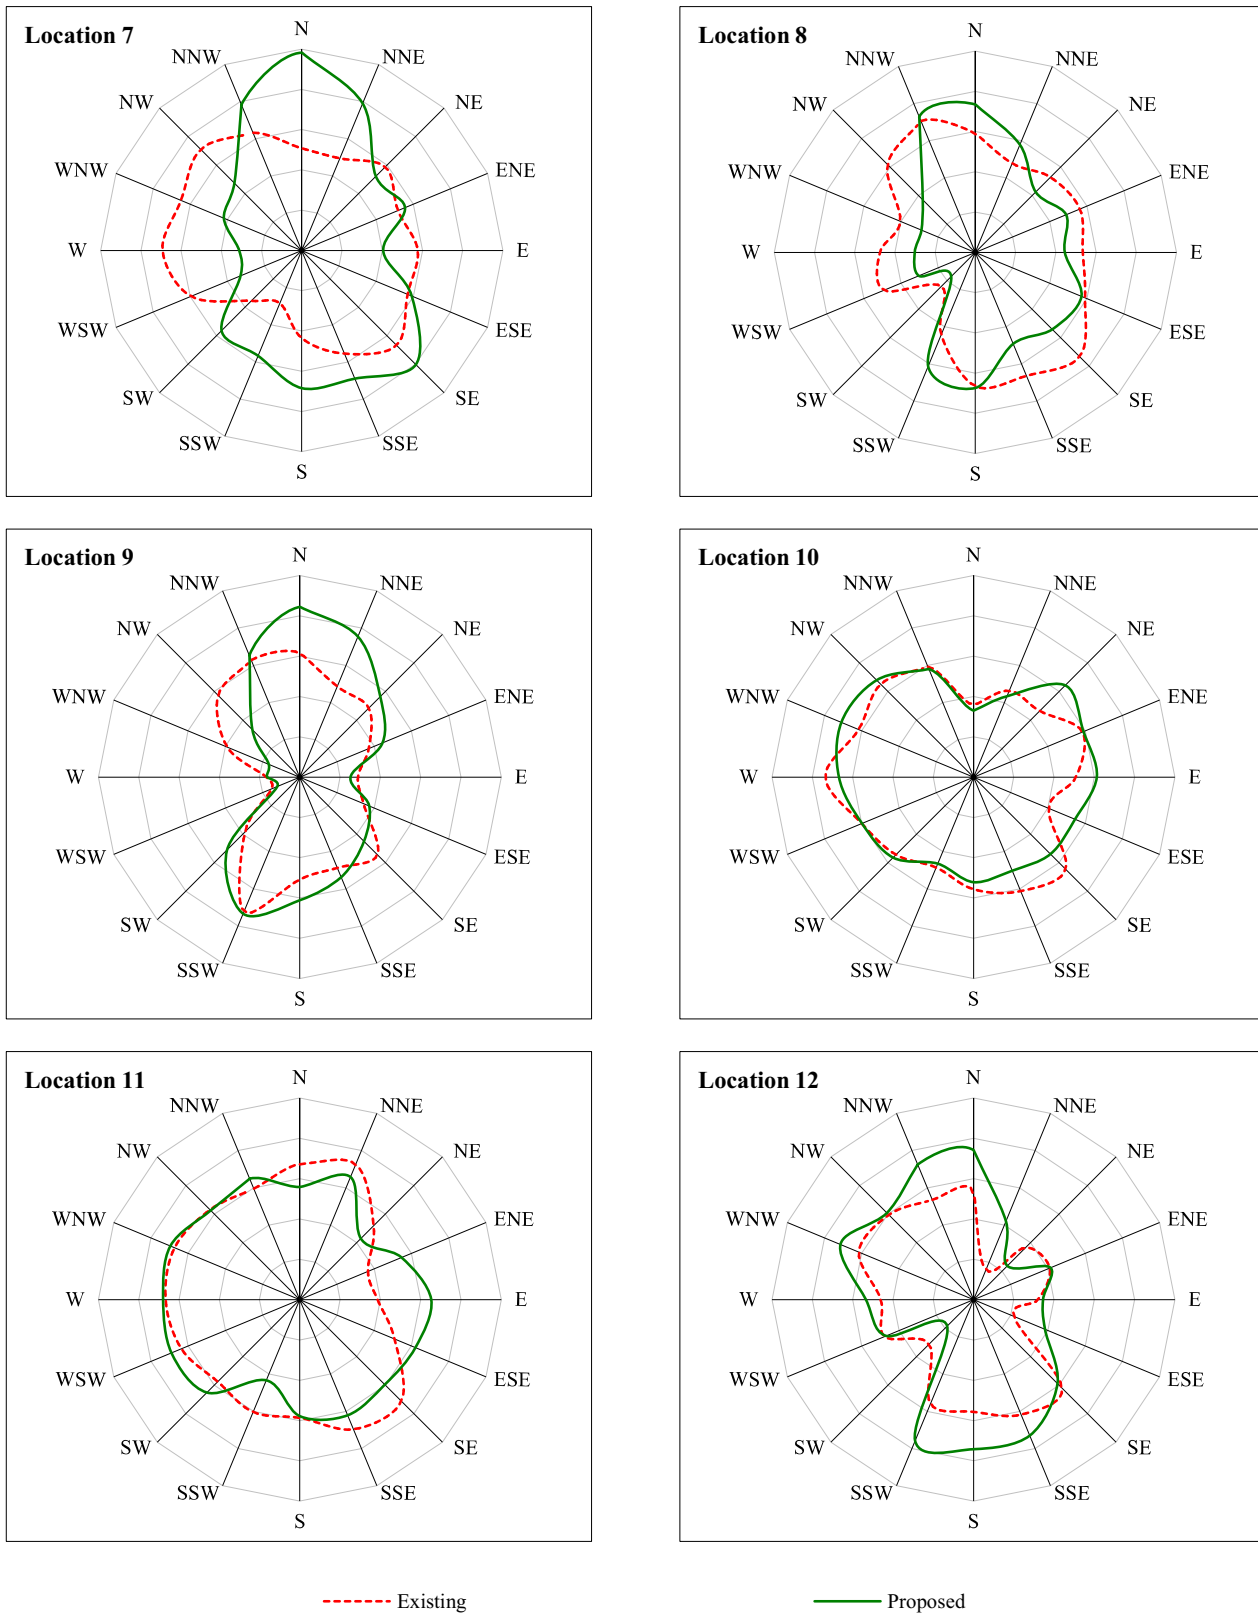 Location 7
N
NNW
NNE
NW
NE
WNW
ENE
W
E
WSW
ESE
SW
SE
SSW
SSE
S
Location 8
N
NNW
NNE
NW
NE
WNW
ENE
W
E
WSW
ESE
SW
SE
SSW
SSE
S
Location 9
N
NNW
NNE
NW
NE
WNW
ENE
W
E
WSW
ESE
SW
SE
SSW
SSE
S
Location 10
N
NNW
NNE
NW
NE
WNW
ENE
W
E
WSW
ESE
SW
SE
SSW
SSE
S
Location 11
N
NNW
NNE
NW
NE
WNW
ENE
W
E
WSW
ESE
SW
SE
SSW
SSE
S
Location 12
N
NNW
NNE
NW
NE
WNW
ENE
W
E
WSW
ESE
SW
SE
SSW
SSE
S
Existing
Proposed